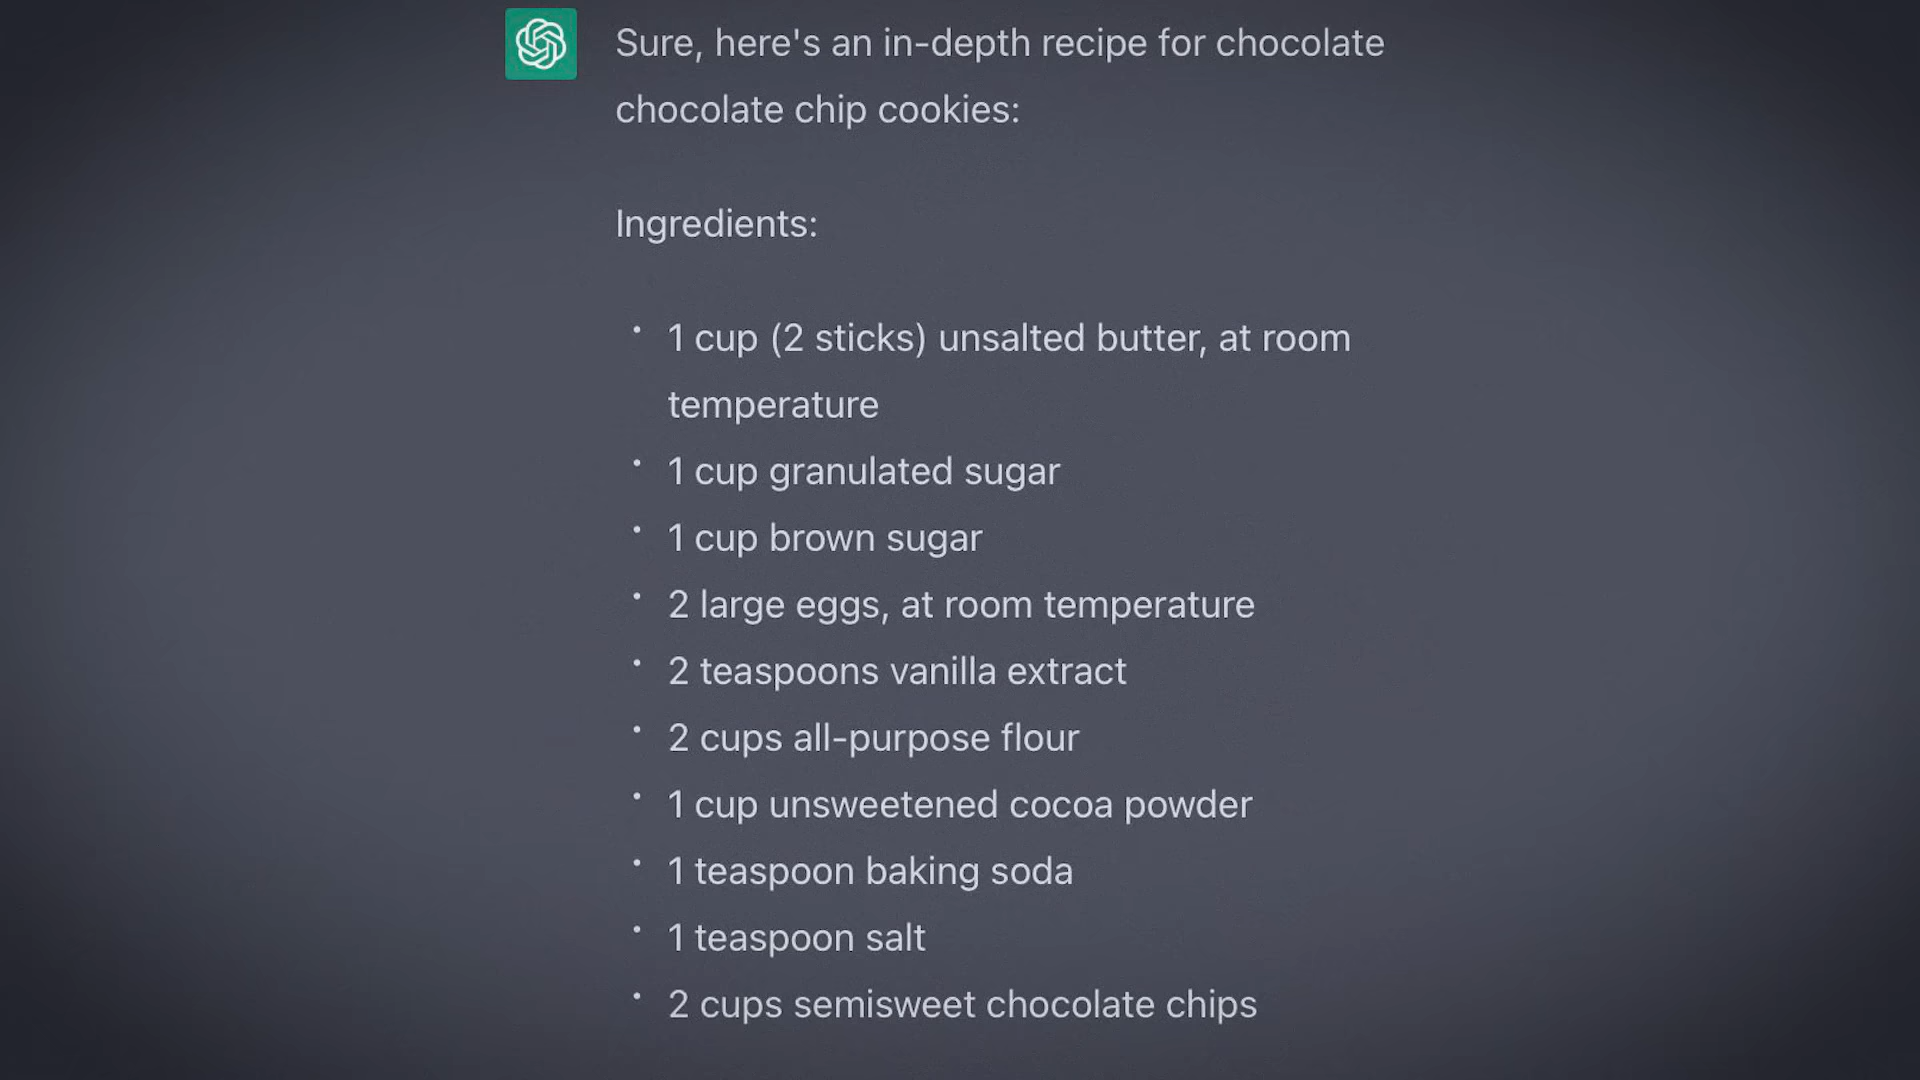 Sure, here's an in-depth recipe for chocolate
chocolate chip cookies:
Ingredients:
• 1 cup (2 sticks) unsalted butter, at room
temperature
• 1 cup granulated sugar
• 1 cup brown sugar
• 2 large eggs, at room temperature
• 2 teaspoons vanilla extract
• 2 cups all-purpose flour
• 1 cup unsweetened cocoa powder
• 1 teaspoon baking soda
• 1 teaspoon salt
• 2 cups semisweet chocolate chips